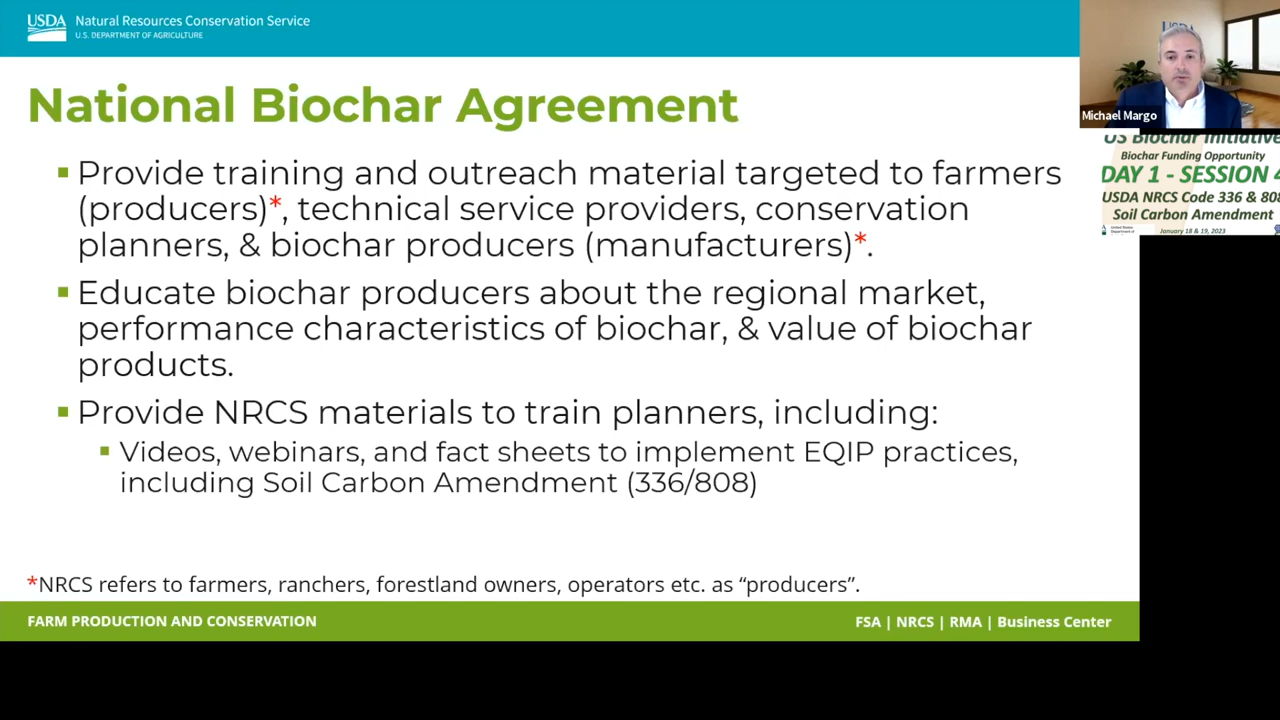 USDA Natural Resources Conservation Service
U.S. DEPARTMENT OF AGRICULTURE
National Biochar Agreement
Provide training and outreach material targeted to farmers
(producers)*, technical service providers, conservation
planners, & biochar producers (manufacturers)*.
Educate biochar producers about the regional market,
performance characteristics of biochar, & value of biochar
products.
Provide NRCS materials to train planners, including:
Videos, webinars, and fact sheets to implement EQIP practices,
including Soil Carbon Amendment (336/808)
*NRCS refers to farmers, ranchers, forestland owners, operators etc. as “producers”.
FARM PRODUCTION AND CONSERVATION
FSA | NRCS | RMA | Business Center
Michael Margo
US Biochar Initiative
Biochar Funding Opportunity
DAY 1 - SESSION 4
USDA NRCS Code 336 & 808
Soil Carbon Amendment
January 18 & 19, 2023